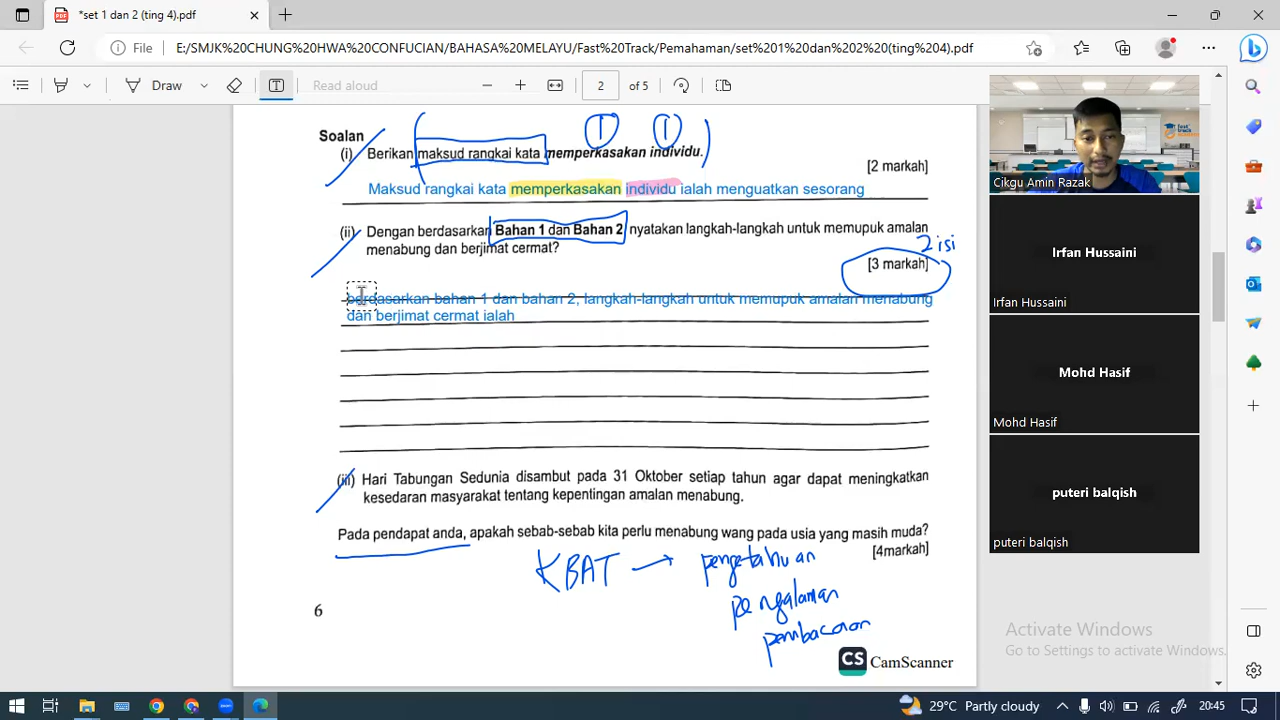 *set 1 dan 2 (ting 4).pdf
File
E:/SMJK%20CHUNG%20HWA%20CONFUCIAN/BAHASA%20MELAYU/Fast%20Track/Pemahaman/set%201%20dan%202%20(ting%204).pdf
Draw
Read aloud
2
of 5
Soalan
1 1
(i) Berikan maksud rangkai kata memperkasakan individu.
[2 markah]
Maksud rangkai kata memperkasakan individu ialah menguatkan sesorang
(ii) Dengan berdasarkan Bahan 1 dan Bahan 2 nyatakan langkah-langkah untuk memupuk amalan
menabung dan berjimat cermat?
2 isi
[3 markah]
berdasarkan bahan 1 dan bahan 2, langkah-langkah untuk memupuk amalan menabung
dan berjimat cermat ialah
(iii) Hari Tabungan Sedunia disambut pada 31 Oktober setiap tahun agar dapat meningkatkan
kesedaran masyarakat tentang kepentingan amalan menabung.
Pada pendapat anda, apakah sebab-sebab kita perlu menabung wang pada usia yang masih muda?
[4markah]
KBAT → pengetahuan
pengalaman
pembacaan
6
CS CamScanner
Cikgu Amin Razak
Irfan Hussaini
Irfan Hussaini
Mohd Hasif
Mohd Hasif
puteri balqish
puteri balqish
Activate Windows
Go to Settings to activate Windows.
29°C Partly cloudy
20:45